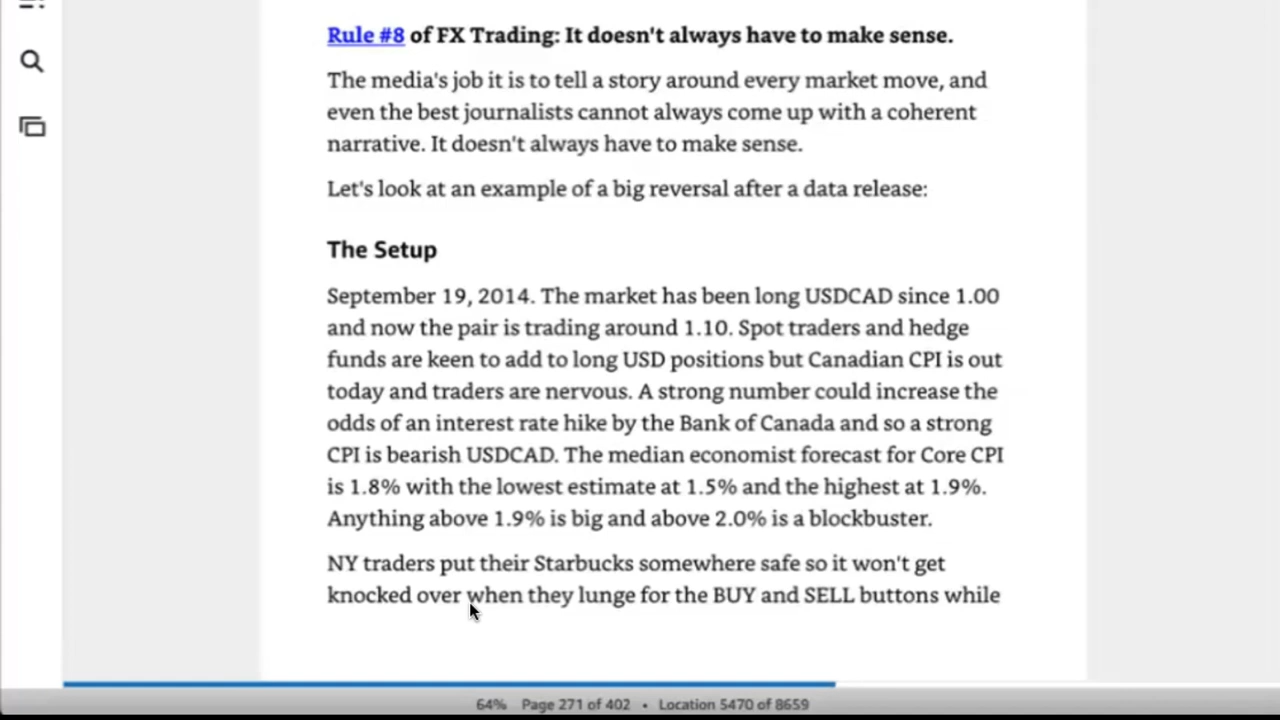 Rule #8 of FX Trading: It doesn't always have to make sense.
The media's job it is to tell a story around every market move, and
even the best journalists cannot always come up with a coherent
narrative. It doesn't always have to make sense.
Let's look at an example of a big reversal after a data release:
The Setup
September 19, 2014. The market has been long USDCAD since 1.00
and now the pair is trading around 1.10. Spot traders and hedge
funds are keen to add to long USD positions but Canadian CPI is out
today and traders are nervous. A strong number could increase the
odds of an interest rate hike by the Bank of Canada and so a strong
CPI is bearish USDCAD. The median economist forecast for Core CPI
is 1.8% with the lowest estimate at 1.5% and the highest at 1.9%.
Anything above 1.9% is big and above 2.0% is a blockbuster.
NY traders put their Starbucks somewhere safe so it won't get
knocked over when they lunge for the BUY and SELL buttons while
64% Page 271 of 402 • Location 5470 of 8659